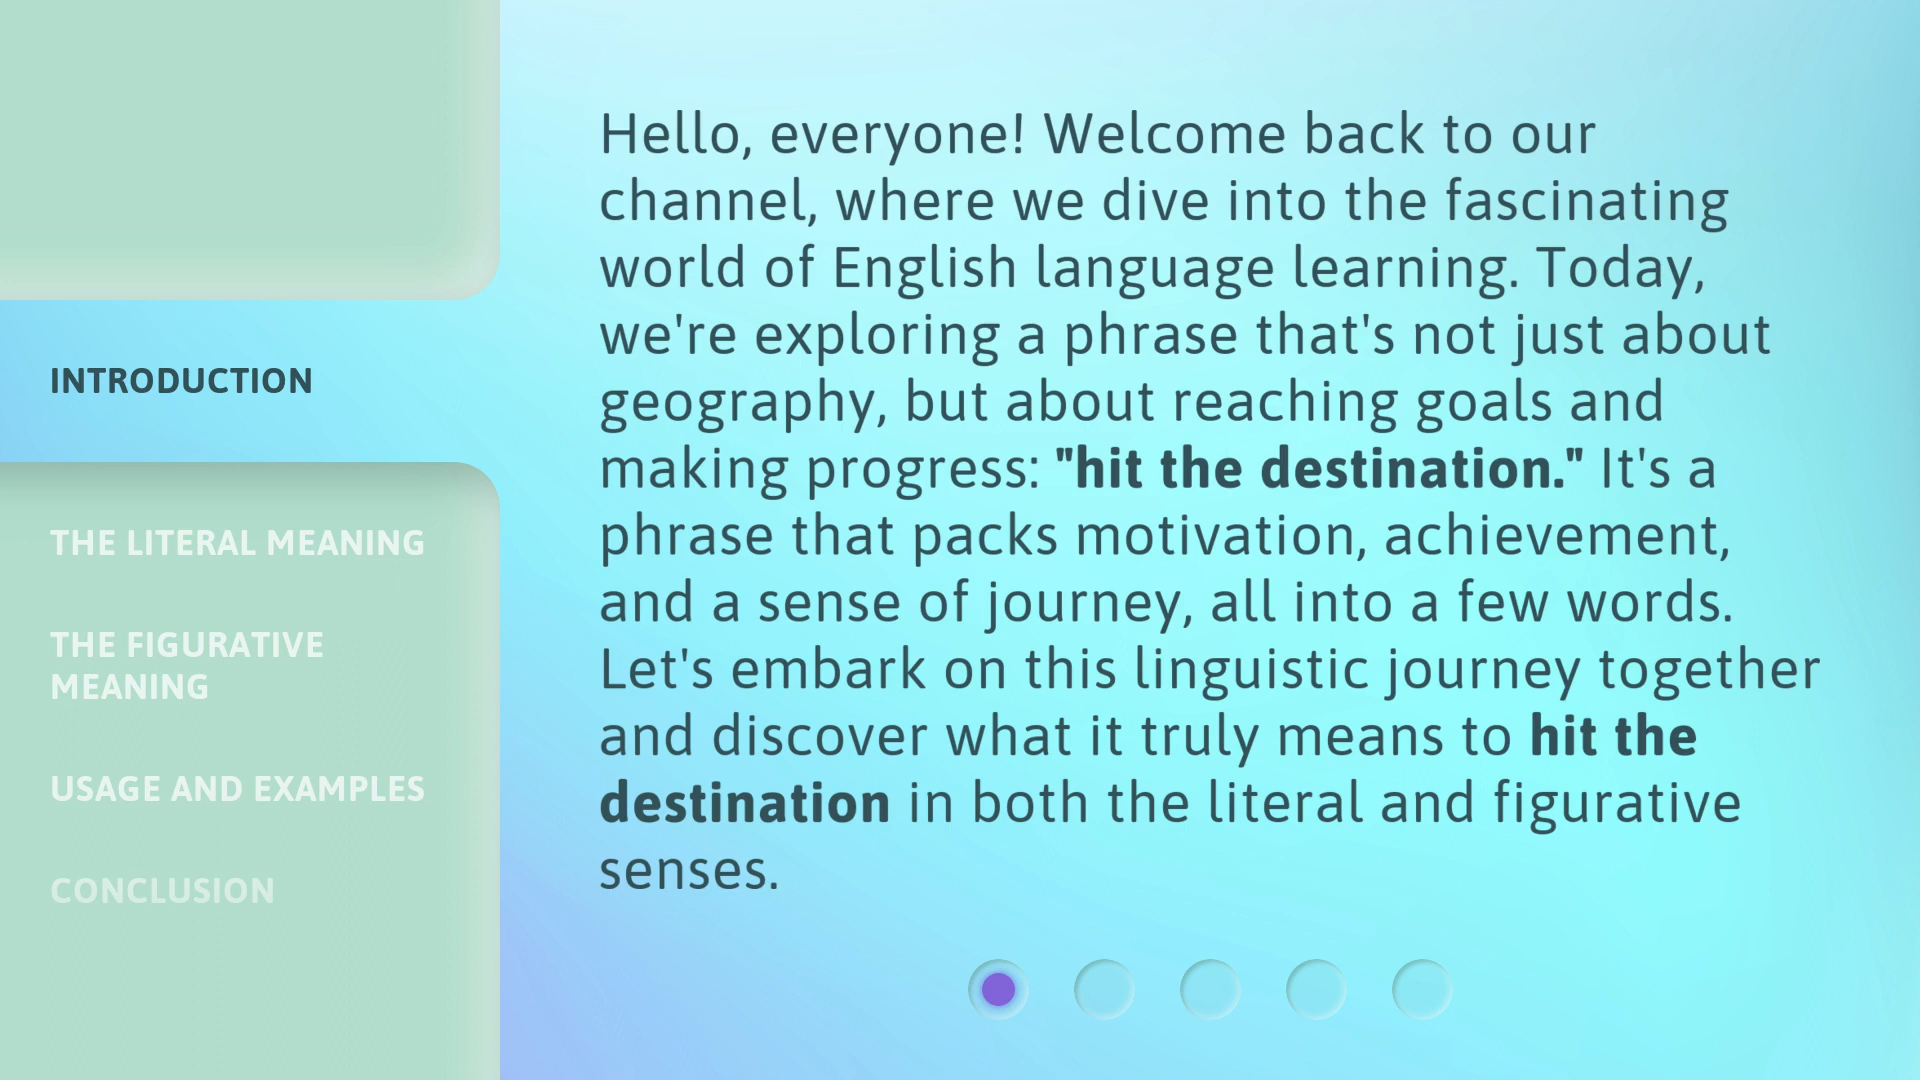 INTRODUCTION
THE LITERAL MEANING
THE FIGURATIVE
MEANING
USAGE AND EXAMPLES
CONCLUSION
Hello, everyone! Welcome back to our
channel, where we dive into the fascinating
world of English language learning. Today,
we're exploring a phrase that's not just about
geography, but about reaching goals and
making progress: "hit the destination." It's a
phrase that packs motivation, achievement,
and a sense of journey, all into a few words.
Let's embark on this linguistic journey together
and discover what it truly means to hit the
destination in both the literal and figurative
senses.